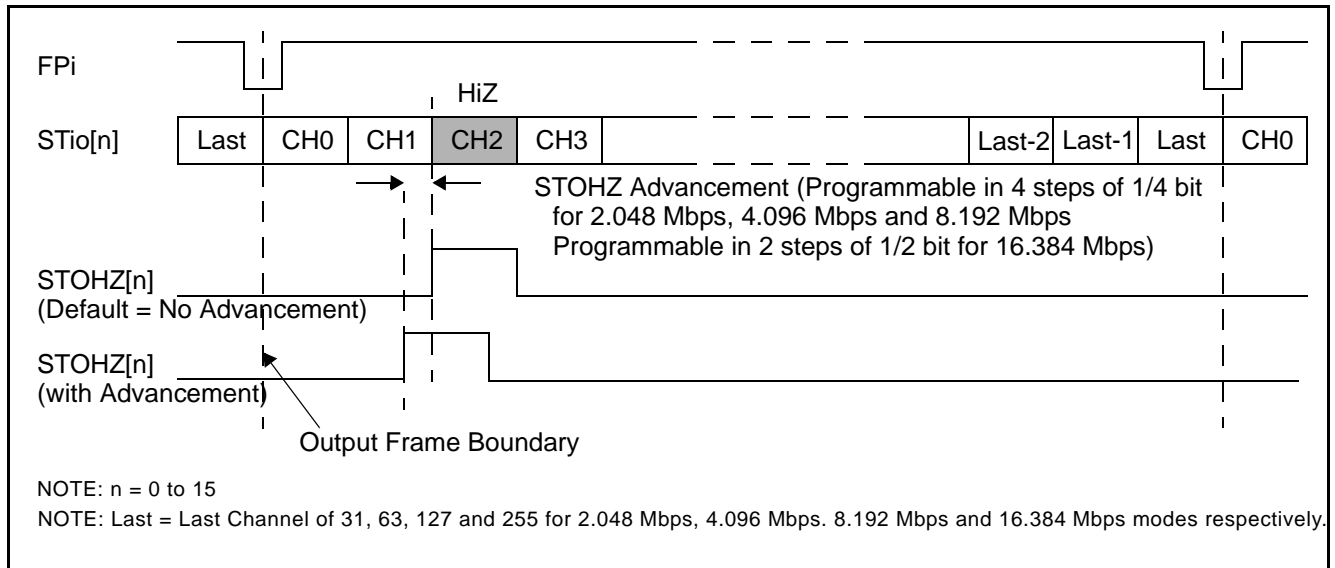 FPi
HiZ
STio[n] Last CH0 CH1 CH2 CH3 Last-2 Last-1 Last CH0
STOHZ Advancement (Programmable in 4 steps of 1/4 bit
for 2.048 Mbps, 4.096 Mbps and 8.192 Mbps
Programmable in 2 steps of 1/2 bit for 16.384 Mbps)
STOHZ[n]
(Default = No Advancement)
STOHZ[n]
(with Advancement)
Output Frame Boundary
NOTE: n = 0 to 15
NOTE: Last = Last Channel of 31, 63, 127 and 255 for 2.048 Mbps, 4.096 Mbps. 8.192 Mbps and 16.384 Mbps modes respectively.